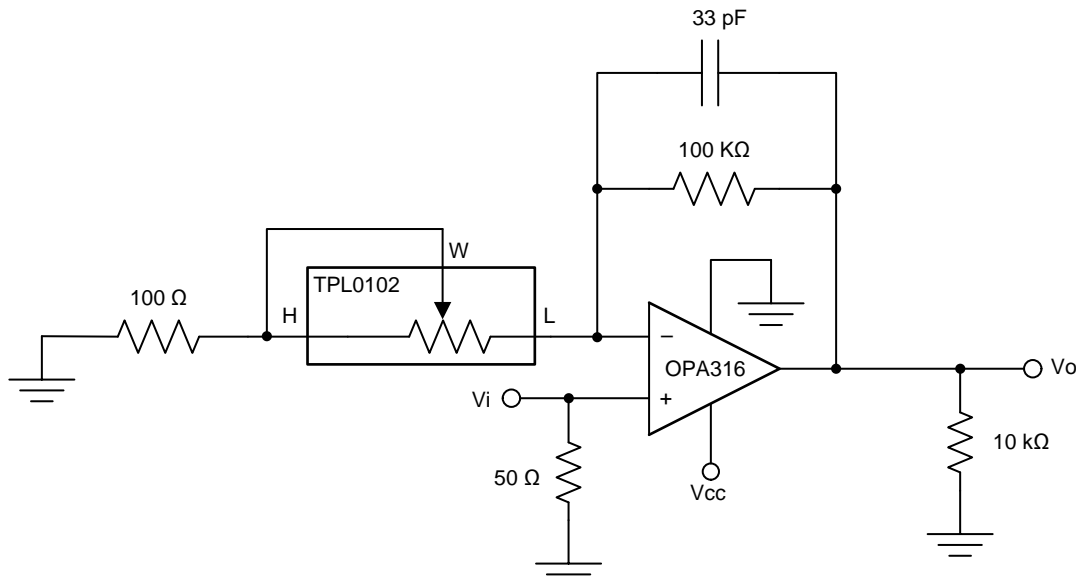 33 pF
100 KΩ
W
TPL0102
100 Ω
H
L
−
OPA316
Vo
Vi
+
50 Ω
10 kΩ
Vcc